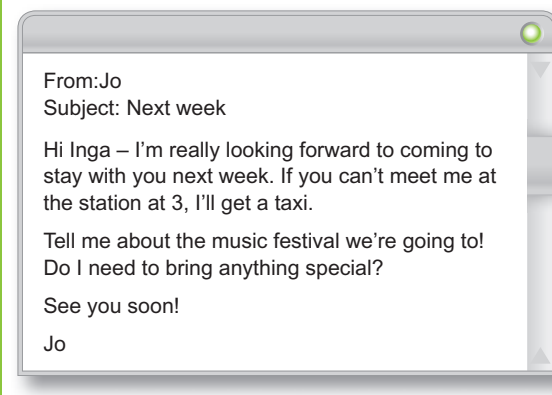 From:Jo
Subject: Next week
Hi Inga – I'm really looking forward to coming to
stay with you next week. If you can't meet me at
the station at 3, I'll get a taxi.
Tell me about the music festival we're going to!
Do I need to bring anything special?
See you soon!
Jo